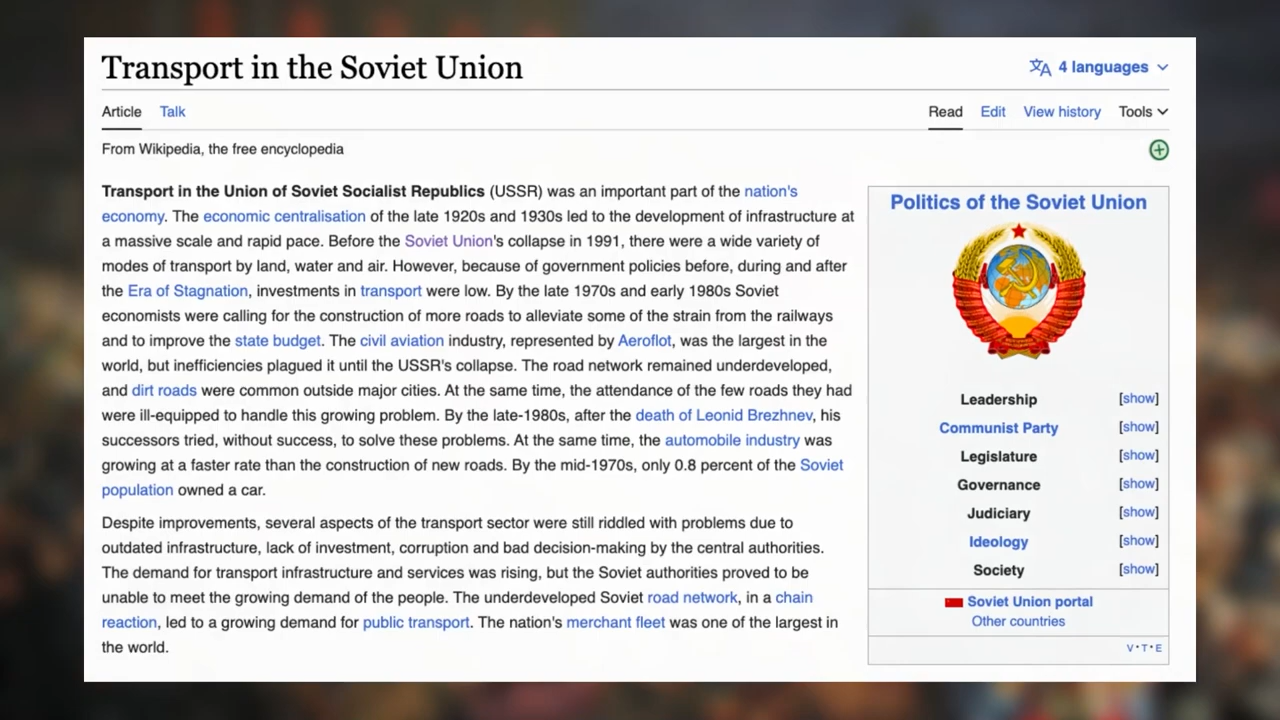 Transport in the Soviet Union
4 languages
Article Talk
Read Edit View history Tools
From Wikipedia, the free encyclopedia
Transport in the Union of Soviet Socialist Republics (USSR) was an important part of the nation's
economy. The economic centralisation of the late 1920s and 1930s led to the development of infrastructure at
a massive scale and rapid pace. Before the Soviet Union's collapse in 1991, there were a wide variety of
modes of transport by land, water and air. However, because of government policies before, during and after
the Era of Stagnation, investments in transport were low. By the late 1970s and early 1980s Soviet
economists were calling for the construction of more roads to alleviate some of the strain from the railways
and to improve the state budget. The civil aviation industry, represented by Aeroflot, was the largest in the
world, but inefficiencies plagued it until the USSR's collapse. The road network remained underdeveloped,
and dirt roads were common outside major cities. At the same time, the attendance of the few roads they had
were ill-equipped to handle this growing problem. By the late-1980s, after the death of Leonid Brezhnev, his
successors tried, without success, to solve these problems. At the same time, the automobile industry was
growing at a faster rate than the construction of new roads. By the mid-1970s, only 0.8 percent of the Soviet
population owned a car.
Despite improvements, several aspects of the transport sector were still riddled with problems due to
outdated infrastructure, lack of investment, corruption and bad decision-making by the central authorities.
The demand for transport infrastructure and services was rising, but the Soviet authorities proved to be
unable to meet the growing demand of the people. The underdeveloped Soviet road network, in a chain
reaction, led to a growing demand for public transport. The nation's merchant fleet was one of the largest in
the world.
Politics of the Soviet Union
Leadership [show]
Communist Party [show]
Legislature [show]
Governance [show]
Judiciary [show]
Ideology [show]
Society [show]
Soviet Union portal
Other countries
V·T·E